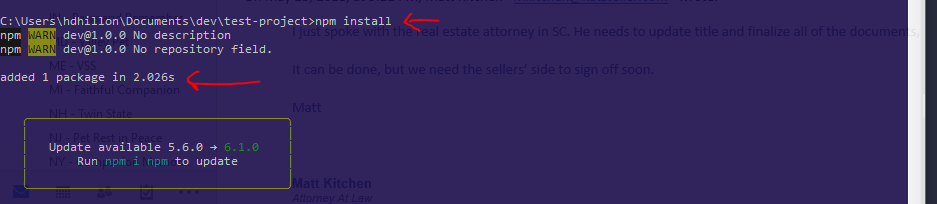 C:\Users\hdhillon\Documents\dev\test-project>npm install
npm WARN dev@1.0.0 No description
npm WARN dev@1.0.0 No repository field.
added 1 package in 2.026s
Update available 5.6.0 → 6.1.0
Run npm i npm to update
I just spoke with the real estate attorney in SC. He needs to update title and finalize all of the documents,
It can be done, but we need the sellers' side to sign off soon.
Matt
Matt Kitchen
Attorney At Law
ME - VSS
MI - Faithful Companion
NH - Twin State
NJ - Pet Rest in Peace
NY -